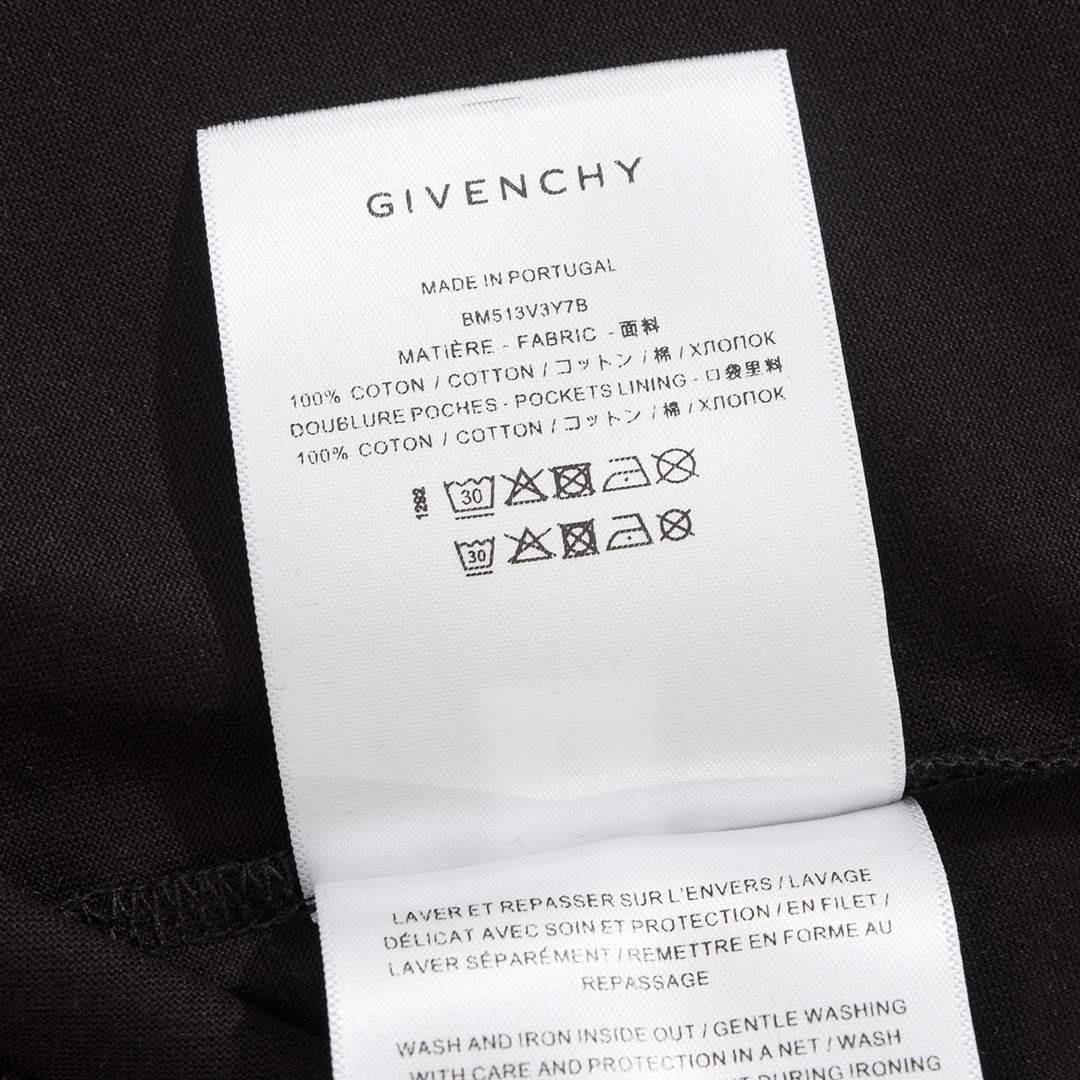 GIVENCHY
MADE IN PORTUGAL
BM513V3Y7B
MATIÈRE - FABRIC - 面料
100% COTON / COTTON / コットン / 棉 / ХЛОПОК
DOUBLURE POCHES - POCKETS LINING - 口袋里料
100% COTON / COTTON / コットン / 棉 / ХЛОПОК
1292
30
30
LAVER ET REPASSER SUR L'ENVERS / LAVAGE
DÉLICAT AVEC SOIN ET PROTECTION / EN FILET /
LAVER SÉPARÉMENT / REMETTRE EN FORME AU
REPASSAGE
WASH AND IRON INSIDE OUT / GENTLE WASHING
WITH CARE AND PROTECTION IN A NET / WASH
DURING IRONING